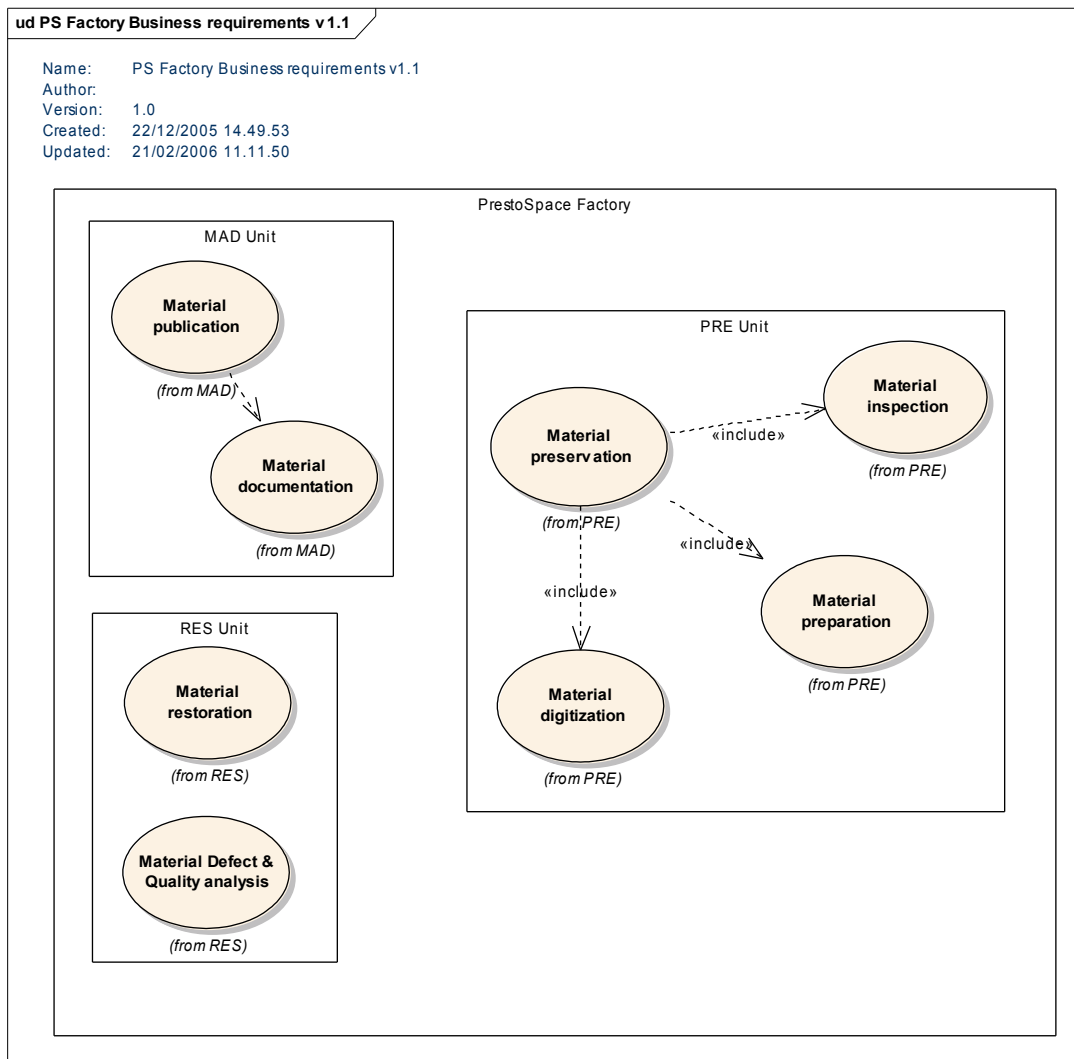 ud PS Factory Business requirements v1.1
Name: PS Factory Business requirements v1.1
Author:
Version: 1.0
Created: 22/12/2005 14.49.53
Updated: 21/02/2006 11.11.50
PrestoSpace Factory
MAD Unit
Material
publication
(from MAD)
Material
documentation
(from MAD)
PRE Unit
Material
inspection
(from PRE)
Material
preservation
(from PRE)
«include»
«include»
«include»
Material
preparation
(from PRE)
Material
digitization
(from PRE)
RES Unit
Material
restoration
(from RES)
Material Defect &
Quality analysis
(from RES)